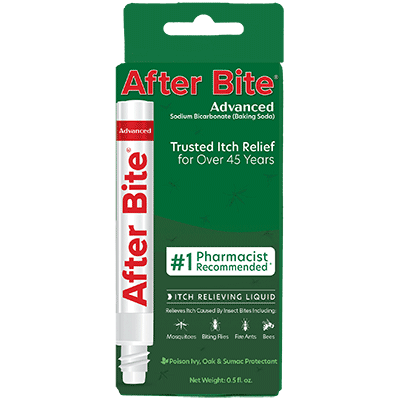 After Bite®
Advanced
Sodium Bicarbonate (Baking Soda)
Trusted Itch Relief
for Over 45 Years
Advanced
After Bite®
#1 Pharmacist
Recommended*
ITCH RELIEVING LIQUID
Relieves Itch Caused By Insect Bites Including:
Mosquitoes Biting Flies Fire Ants Bees
Poison Ivy, Oak & Sumac Protectant
Net Weight: 0.5 fl. oz.